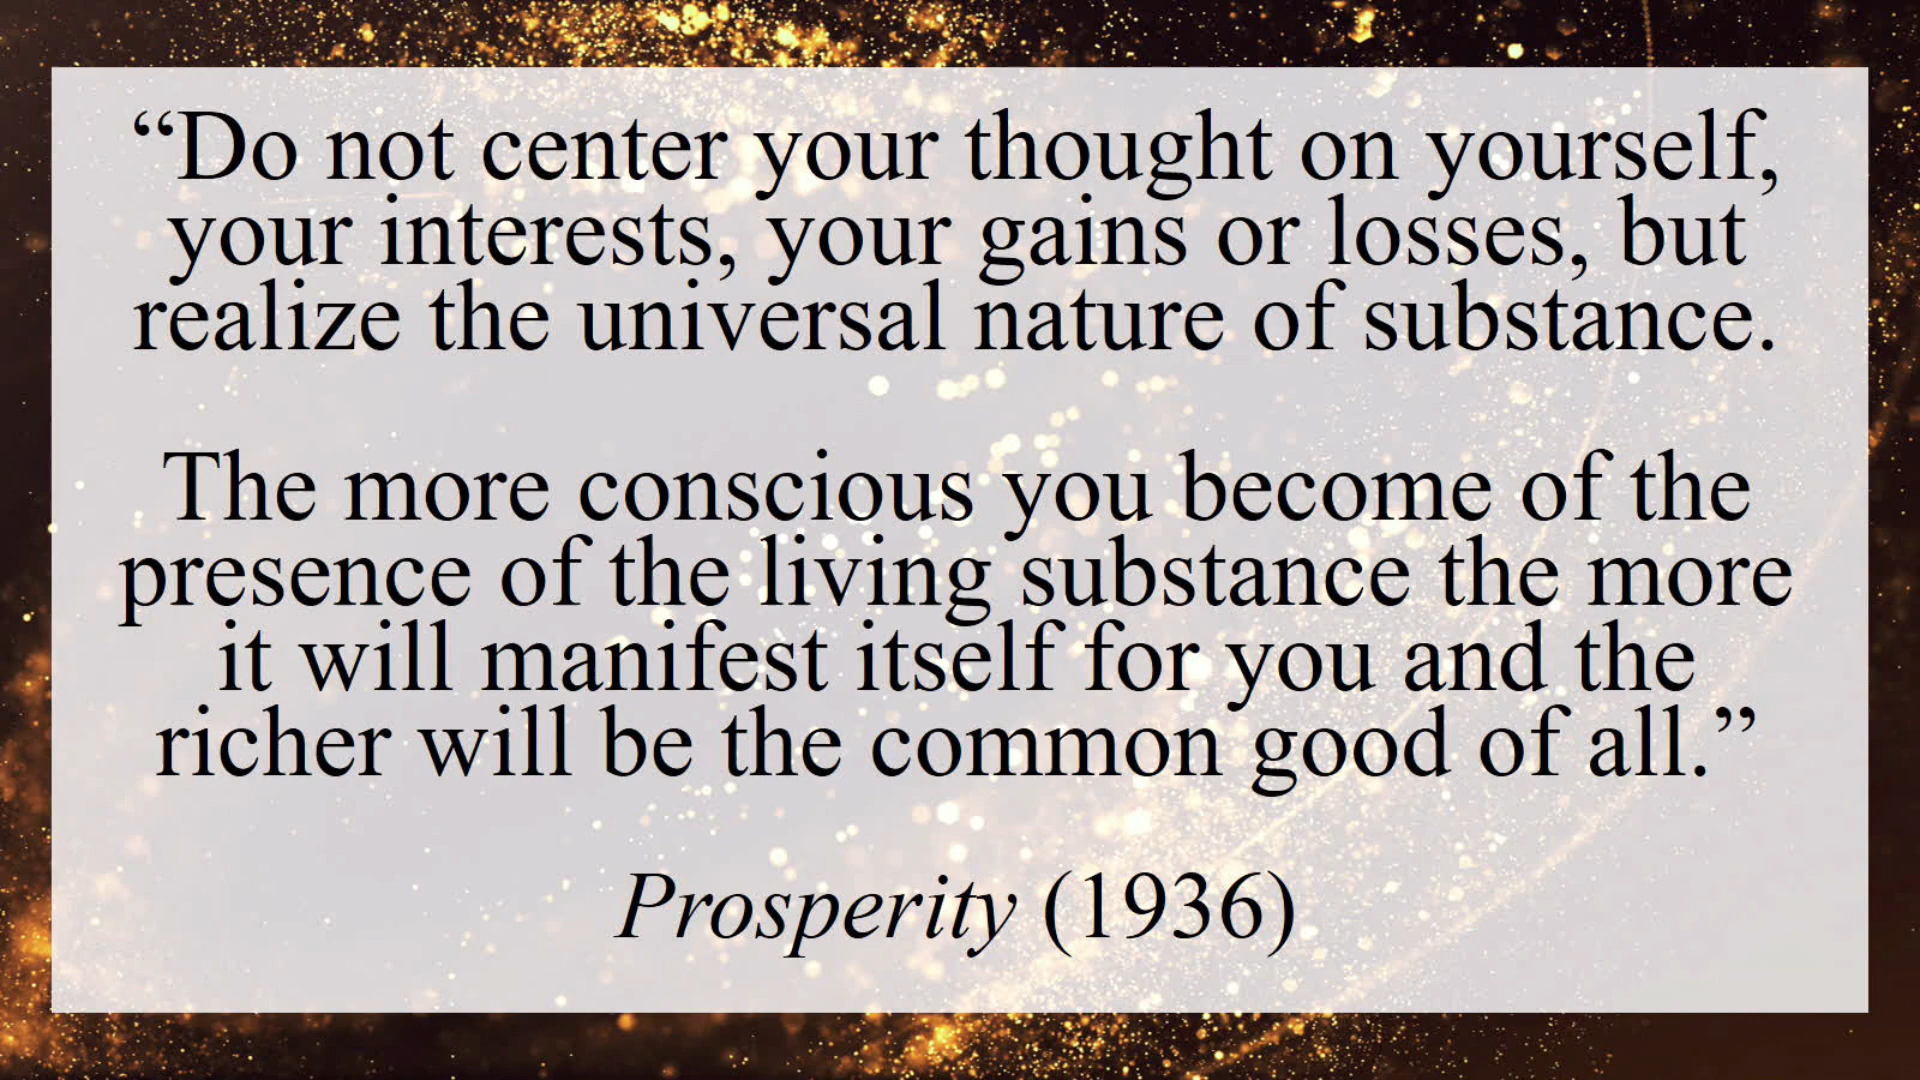 “Do not center your thought on yourself,
your interests, your gains or losses, but
realize the universal nature of substance.
The more conscious you become of the
presence of the living substance the more
it will manifest itself for you and the
richer will be the common good of all.”
Prosperity (1936)